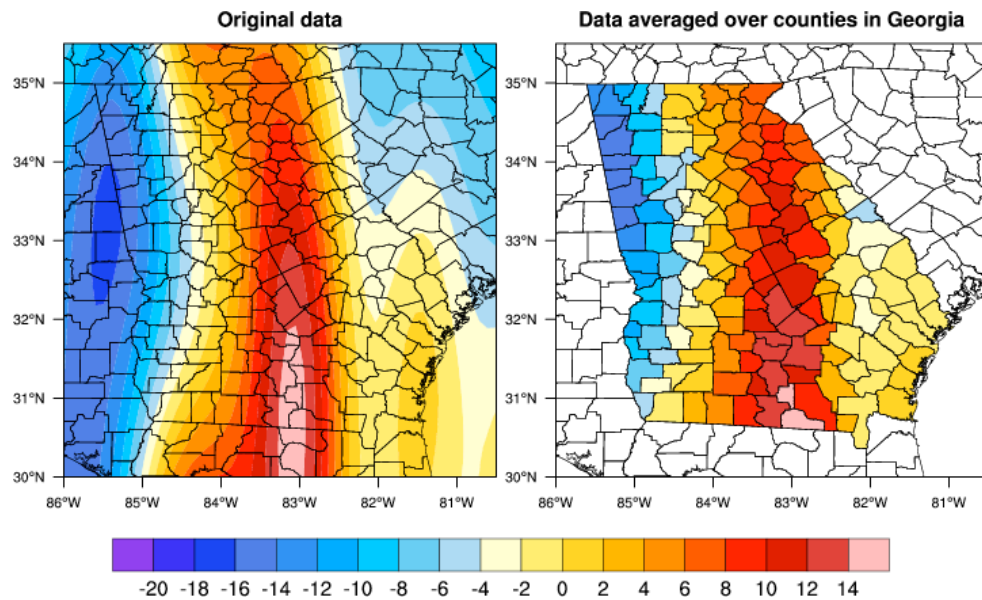 Original data
Data averaged over counties in Georgia
35°N
34°N
33°N
32°N
31°N
30°N
86°W 85°W 84°W 83°W 82°W 81°W
35°N
34°N
33°N
32°N
31°N
30°N
86°W 85°W 84°W 83°W 82°W 81°W
-20 -18 -16 -14 -12 -10 -8 -6 -4 -2 0 2 4 6 8 10 12 14